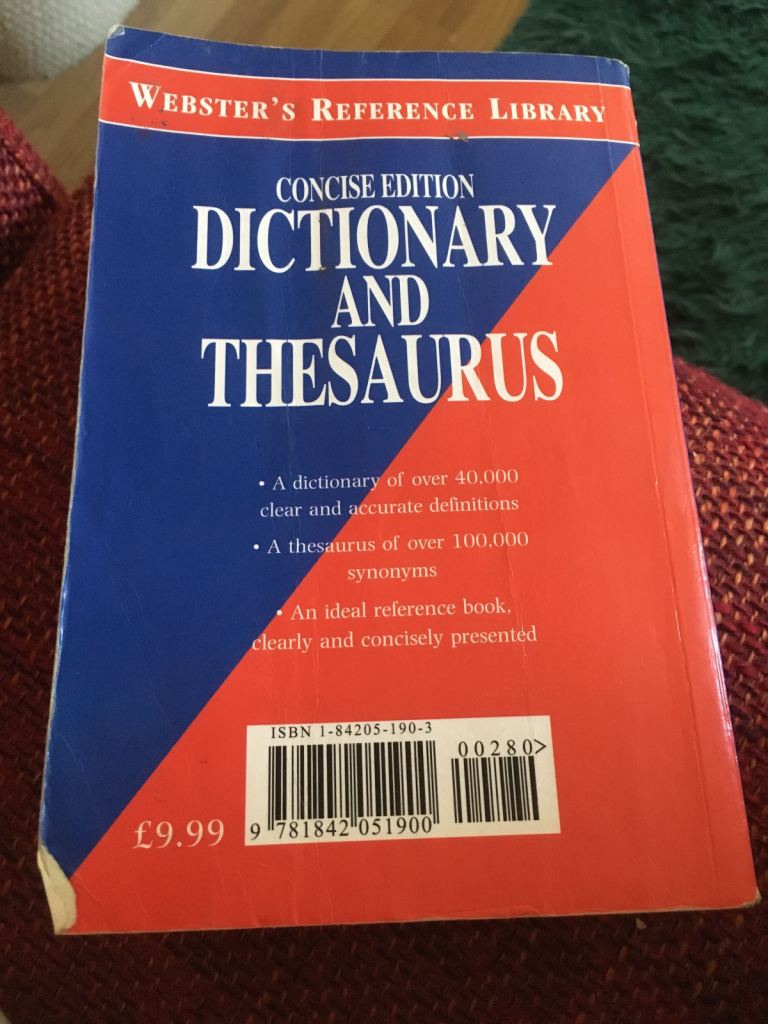 WEBSTER'S REFERENCE LIBRARY
CONCISE EDITION
DICTIONARY
AND
THESAURUS
• A dictionary of over 40,000
clear and accurate definitions
• A thesaurus of over 100,000
synonyms
• An ideal reference book,
clearly and concisely presented
ISBN 1-84205-190-3
00280>
9 781842 051900
£9.99